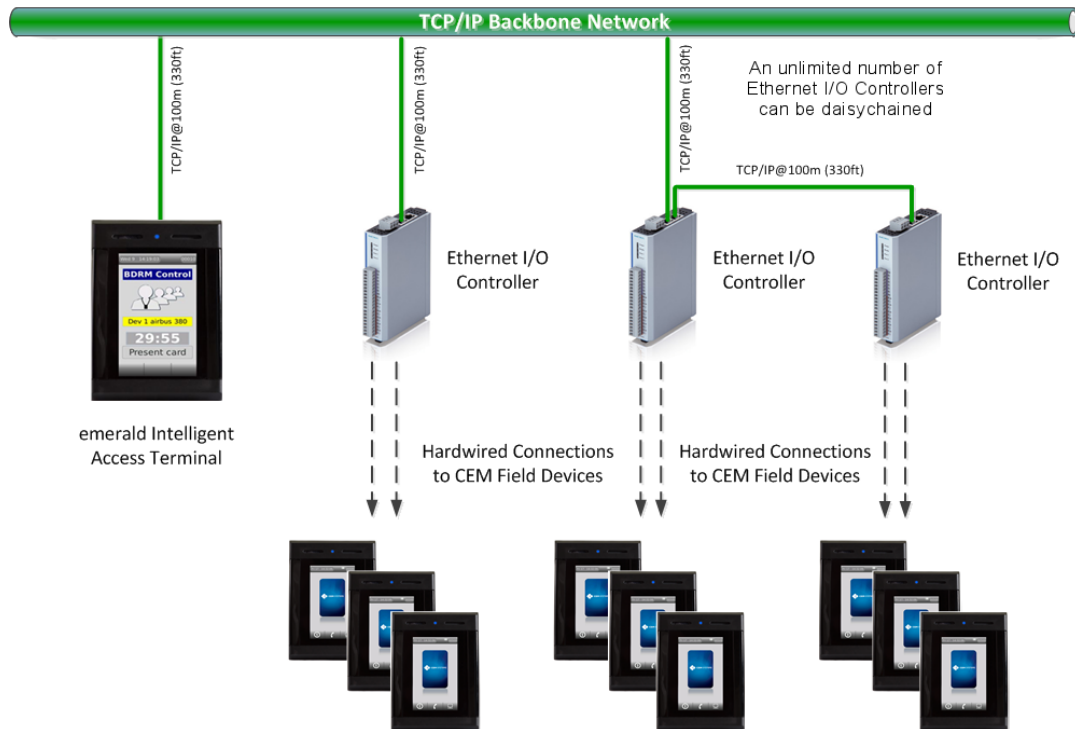 TCP/IP Backbone Network
TCP/IP@100m (330ft)
TCP/IP@100m (330ft)
TCP/IP@100m (330ft)
An unlimited number of
Ethernet I/O Controllers
can be daisychained
TCP/IP@100m (330ft)
BDRM Control
Dev 1 airbus 380
29:55
Present card
Ethernet I/O
Controller
Ethernet I/O
Controller
Ethernet I/O
Controller
emerald Intelligent
Access Terminal
Hardwired Connections
to CEM Field Devices
Hardwired Connections
to CEM Field Devices